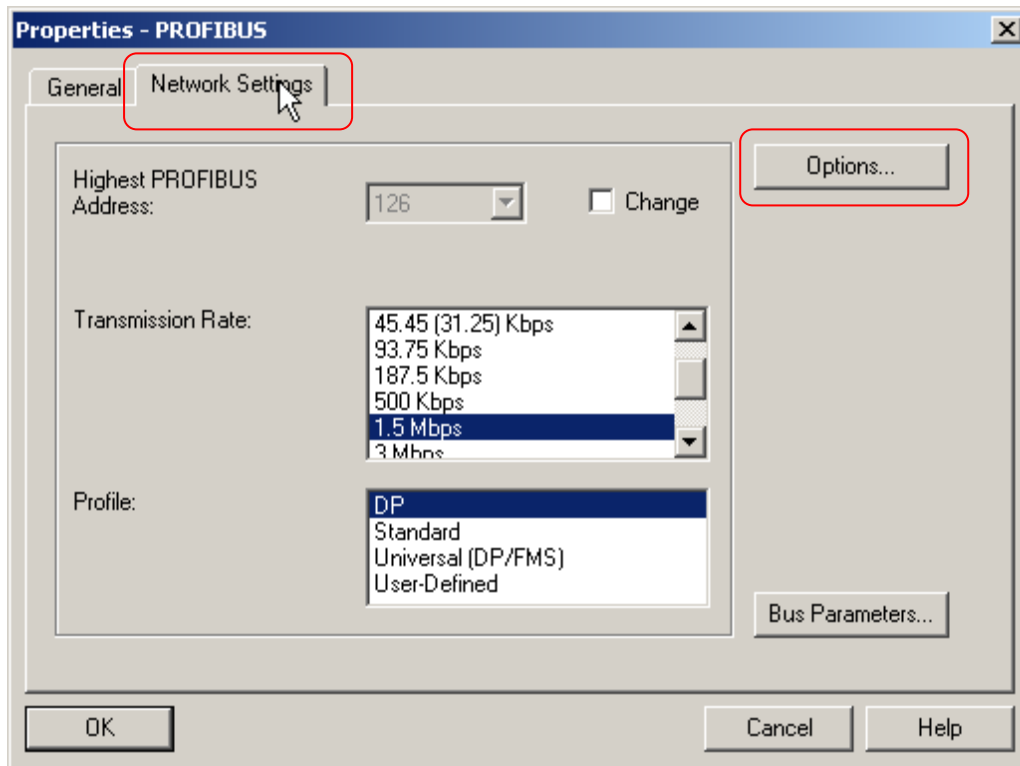 Properties - PROFIBUS
General
Network Settings
Highest PROFIBUS
Address:
126
Change
Options...
Transmission Rate:
45.45 (31.25) Kbps
93.75 Kbps
187.5 Kbps
500 Kbps
1.5 Mbps
3 Mbps
Profile:
DP
Standard
Universal (DP/FMS)
User-Defined
Bus Parameters...
OK
Cancel
Help